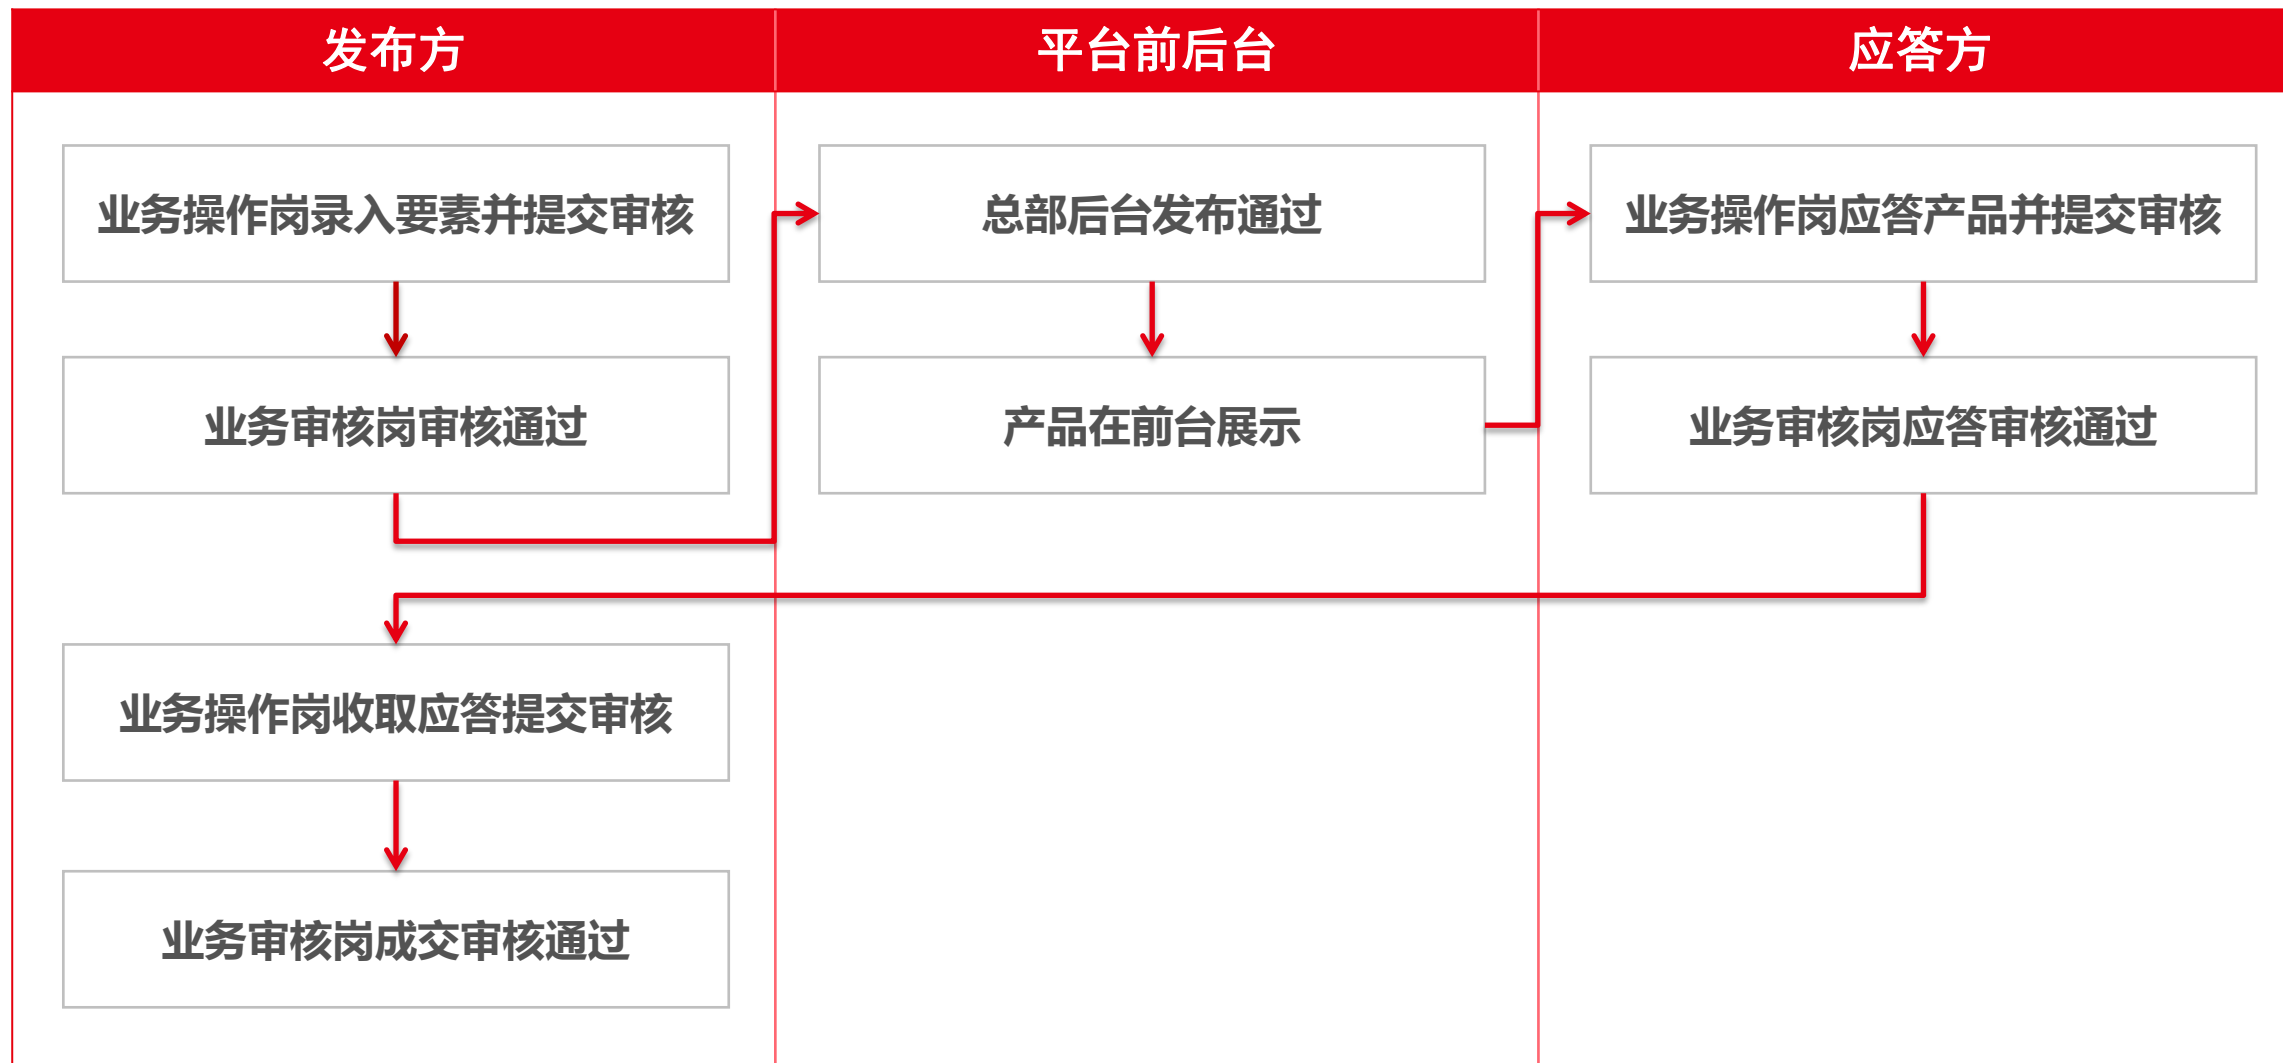 发布方
平台前后台
应答方
业务操作岗录入要素并提交审核
业务审核岗审核通过
总部后台发布通过
产品在前台展示
业务操作岗应答产品并提交审核
业务审核岗应答审核通过
业务操作岗收取应答提交审核
业务审核岗成交审核通过